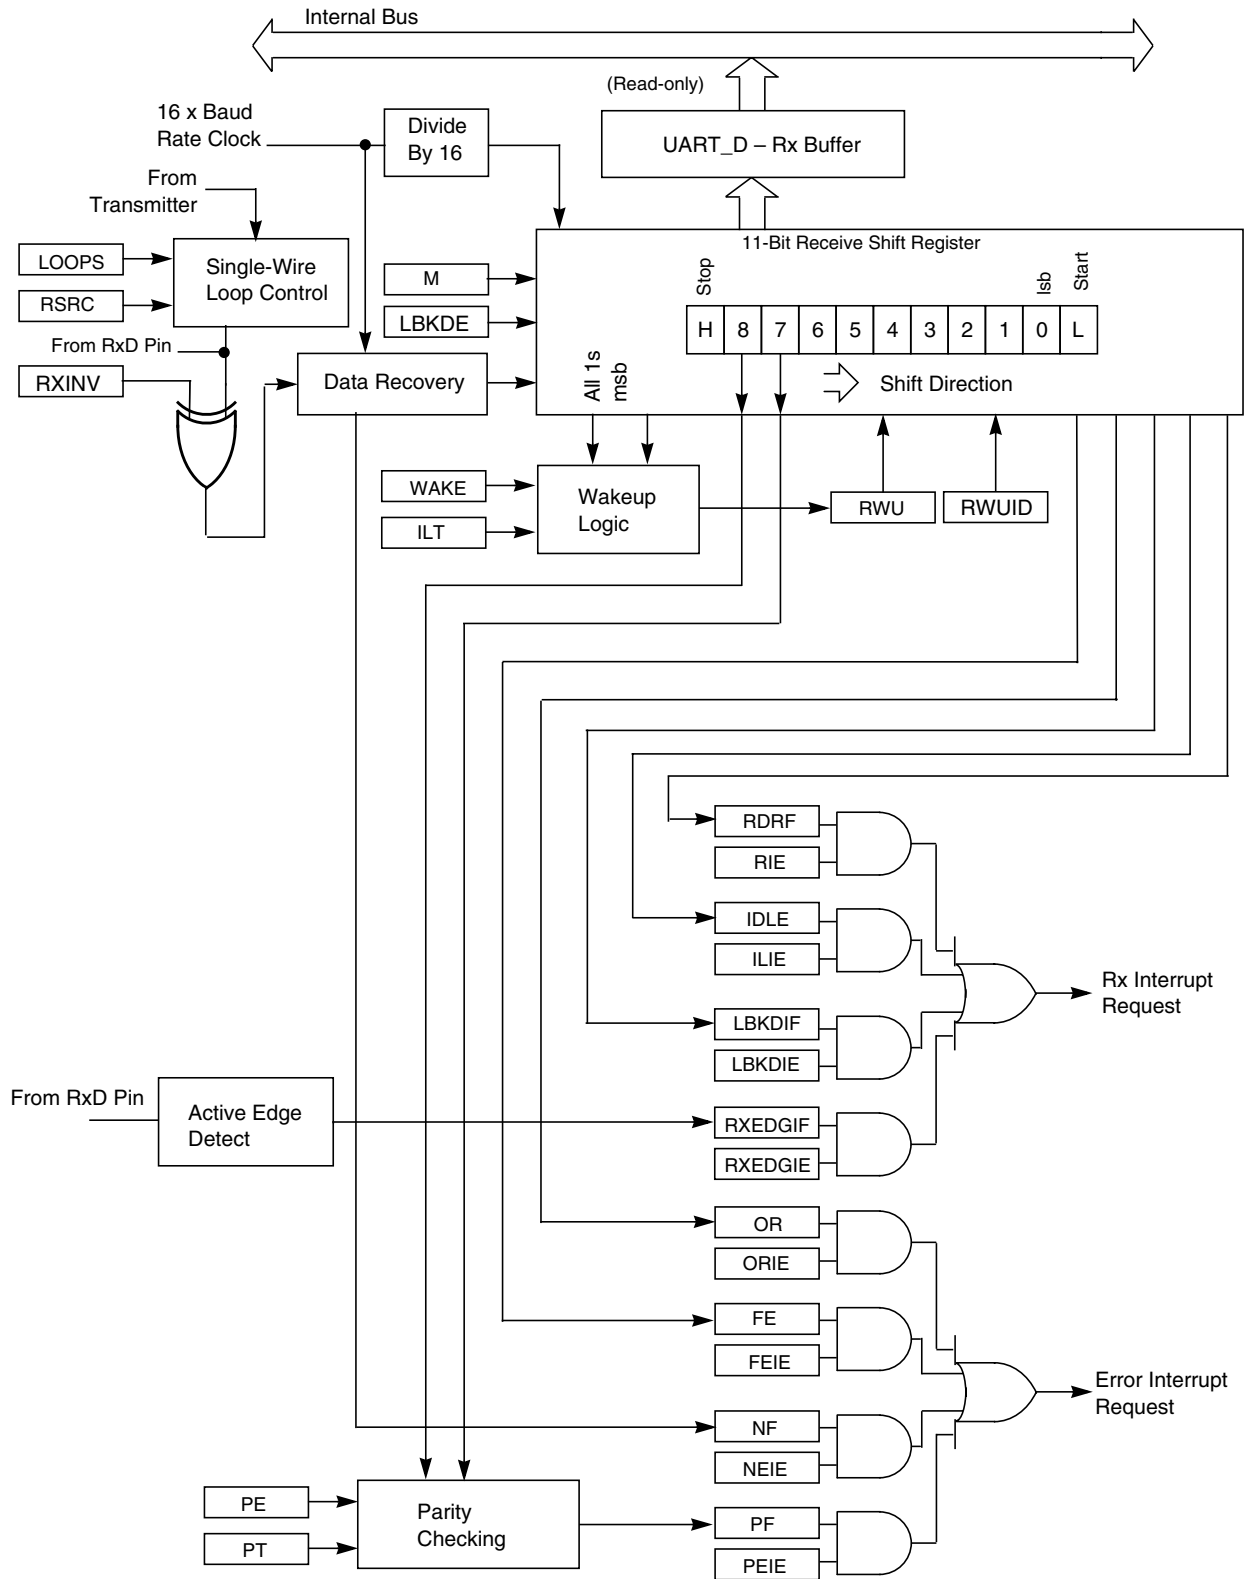 Internal Bus
(Read-only)
16 x Baud
Rate Clock
Divide
By 16
UART_D – Rx Buffer
From
Transmitter
11-Bit Receive Shift Register
LOOPS
RSRC
Single-Wire
Loop Control
M
LBKDE
Stop
lsb
Start
H 8 7 6 5 4 3 2 1 0 L
From RxD Pin
RXINV
Data Recovery
All 1s
msb
Shift Direction
WAKE
ILT
Wakeup
Logic
RWU
RWUID
RDRF
RIE
IDLE
ILIE
Rx Interrupt
Request
LBKDIF
LBKDIE
From RxD Pin
Active Edge
Detect
RXEDGIF
RXEDGIE
OR
ORIE
FE
FEIE
Error Interrupt
Request
NF
NEIE
PE
PT
Parity
Checking
PF
PEIE